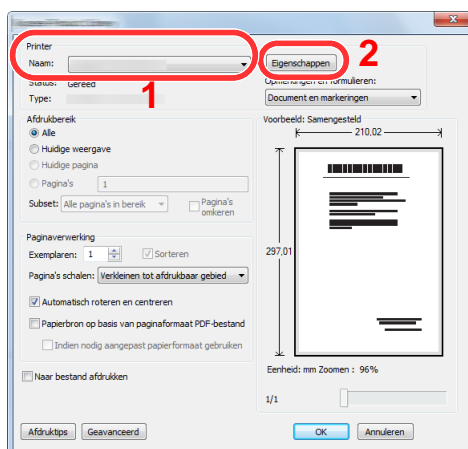 Printer
Naam:
1
Eigenschappen
2
Status: Gereed
Opmerkingen en formulieren:
Type:
Document en markeringen
Afdrukbereik
Alle
Huidige weergave
Huidige pagina
Pagina's 1
Subset: Alle pagina's in bereik
Pagina's
omkeren
Voorbeeld: Samengesteld
210,02
297,01
Paginaverwerking
Exemplaren: 1
Sorteren
Pagina's schalen: Verkleinen tot afdrukbaar gebied
Automatisch roteren en centreren
Papierbron op basis van paginaformaat PDF-bestand
Indien nodig aangepast papierformaat gebruiken
Eenheid: mm Zoomen : 96%
Naar bestand afdrukken
1/1
Afdruktips
Geavanceerd
OK
Annuleren